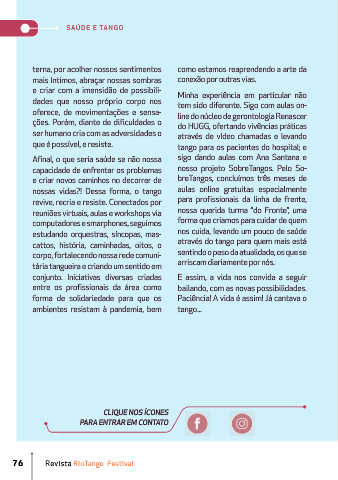 SAÚDE E TANGO
terna, por acolher nossos sentimentos
mais íntimos, abraçar nossas sombras
e criar com a imensidão de possibili-
dades que nosso próprio corpo nos
oferece, de movimentações e sensa-
ções. Porém, diante de dificuldades o
ser humano cria com as adversidades o
que é possível, e resiste.
Afinal, o que seria saúde se não nossa
capacidade de enfrentar os problemas
e criar novos caminhos no decorrer de
nossas vidas?! Dessa forma, o tango
revive, recria e resiste. Conectados por
reuniões virtuais, aulas e workshops via
computadores e smarphones, seguimos
estudando orquestras, síncopas, mas-
cattos, história, caminhadas, oitos, o
corpo, fortalecendo nossa rede comuni-
tária tangueira e criando um sentido em
conjunto. Iniciativas diversas criadas
entre os profissionais da área como
forma de solidariedade para que os
ambientes resistam à pandemia, bem
como estamos reaprendendo a arte da
conexão por outras vias.
Minha experiência em particular não
tem sido diferente. Sigo com aulas on-
line do núcleo de gerontologia Renascer
do HUGG, ofertando vivências práticas
através de vídeo chamadas e levando
tango para os pacientes do hospital; e
sigo dando aulas com Ana Santana e
nosso projeto SobreTangos. Pelo So-
breTangos, concluímos três meses de
aulas online gratuitas especialmente
para profissionais da linha de frente,
nossa querida turma "do Fronte", uma
forma que criamos para cuidar de quem
nos cuida, levando um pouco de saúde
através do tango para quem mais está
sentindo o peso da atualidade, os que se
arriscam diariamente por nós.
E assim, a vida nos convida a seguir
bailando, com as novas possibilidades.
Paciência! A vida é assim! Já cantava o
tango...
CLIQUE NOS ÍCONES
PARA ENTRAR EM CONTATO
76 Revista RioTango Festival